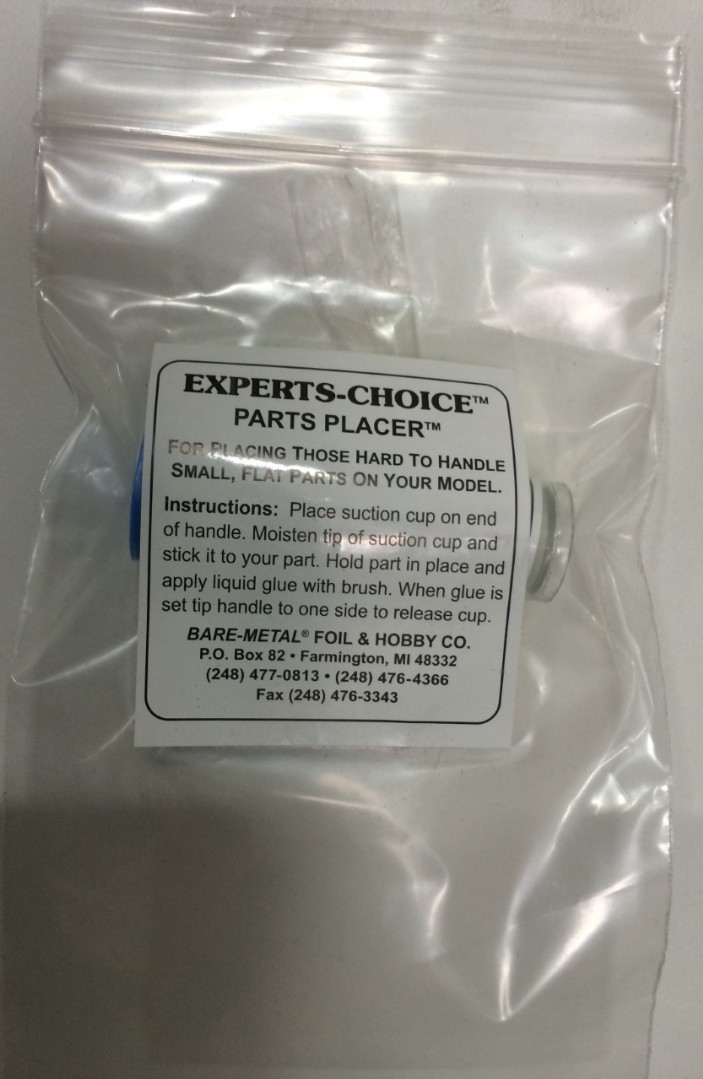 EXPERTS-CHOICE™
PARTS PLACER™
FOR PLACING THOSE HARD TO HANDLE
SMALL, FLAT PARTS ON YOUR MODEL.
Instructions: Place suction cup on end
of handle. Moisten tip of suction cup and
stick it to your part. Hold part in place and
apply liquid glue with brush. When glue is
set tip handle to one side to release cup.
BARE-METAL® FOIL & HOBBY CO.
P.O. Box 82 • Farmington, MI 48332
(248) 477-0813 • (248) 476-4366
Fax (248) 476-3343